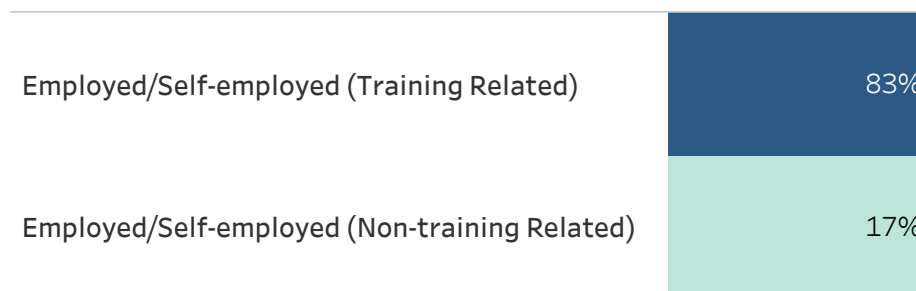 Employed/Self-employed (Training Related) 83%
Employed/Self-employed (Non-training Related) 17%